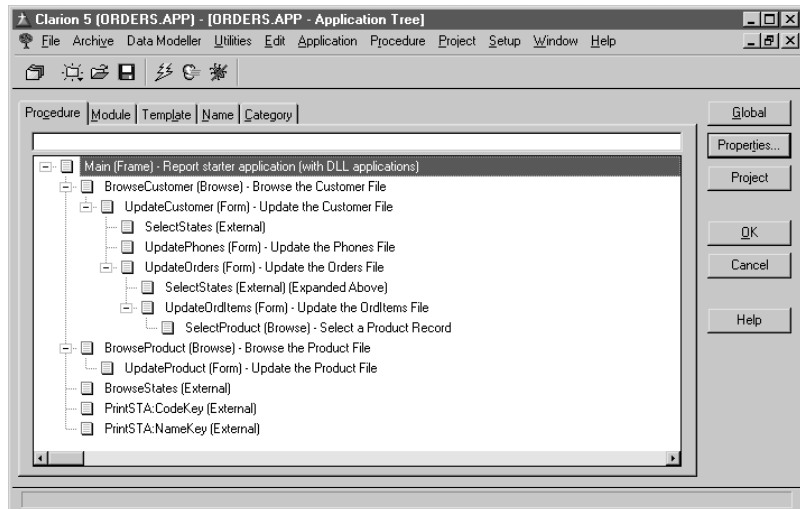 Clarion 5 (ORDERS.APP) - [ORDERS.APP - Application Tree]
File Archive Data Modeller Utilities Edit Application Procedure Project Setup Window Help
Procedure Module Template Name Category
Global
Properties...
Project
OK
Cancel
Help
Main (Frame) - Report starter application (with DLL applications)
BrowseCustomer (Browse) - Browse the Customer File
UpdateCustomer (Form) - Update the Customer File
SelectStates (External)
UpdatePhones (Form) - Update the Phones File
UpdateOrders (Form) - Update the Orders File
SelectStates (External) (Expanded Above)
UpdateOrdItems (Form) - Update the OrdItems File
SelectProduct (Browse) - Select a Product Record
BrowseProduct (Browse) - Browse the Product File
UpdateProduct (Form) - Update the Product File
BrowseStates (External)
PrintSTA:CodeKey (External)
PrintSTA:NameKey (External)